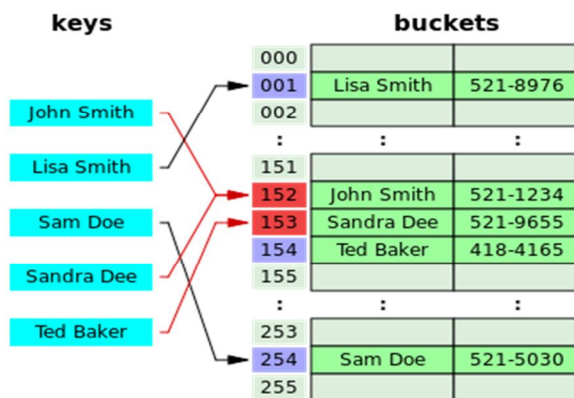 keys
buckets
000
001 Lisa Smith 521-8976
002
: : :
151
152 John Smith 521-1234
153 Sandra Dee 521-9655
154 Ted Baker 418-4165
155
: : :
253
254 Sam Doe 521-5030
255
John Smith
Lisa Smith
Sam Doe
Sandra Dee
Ted Baker